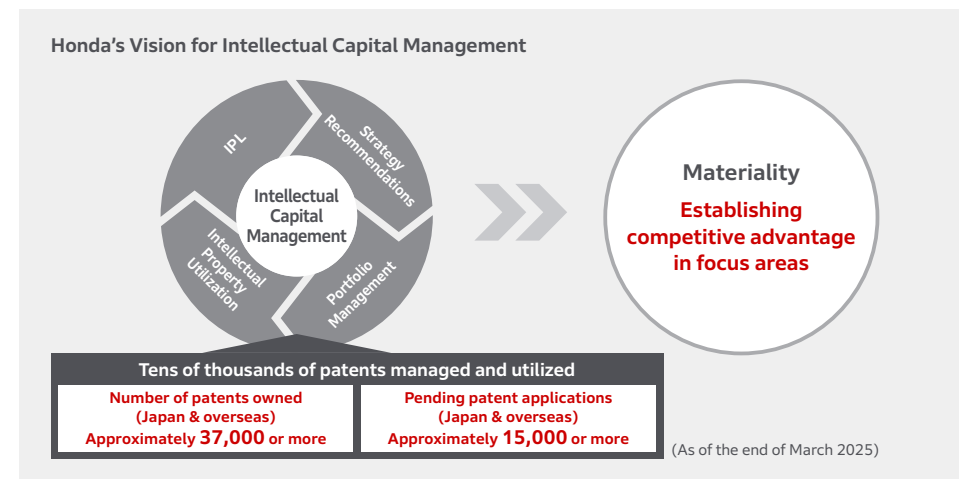 Honda’s Vision for Intellectual Capital Management
IPL
Strategy
Recommendations
Intellectual
Capital
Management
Intellectual
Property
Utilization
Portfolio
Management
Materiality
Establishing
competitive advantage
in focus areas
Tens of thousands of patents managed and utilized
Number of patents owned
(Japan & overseas)
Approximately 37,000 or more
Pending patent applications
(Japan & overseas)
Approximately 15,000 or more
(As of the end of March 2025)